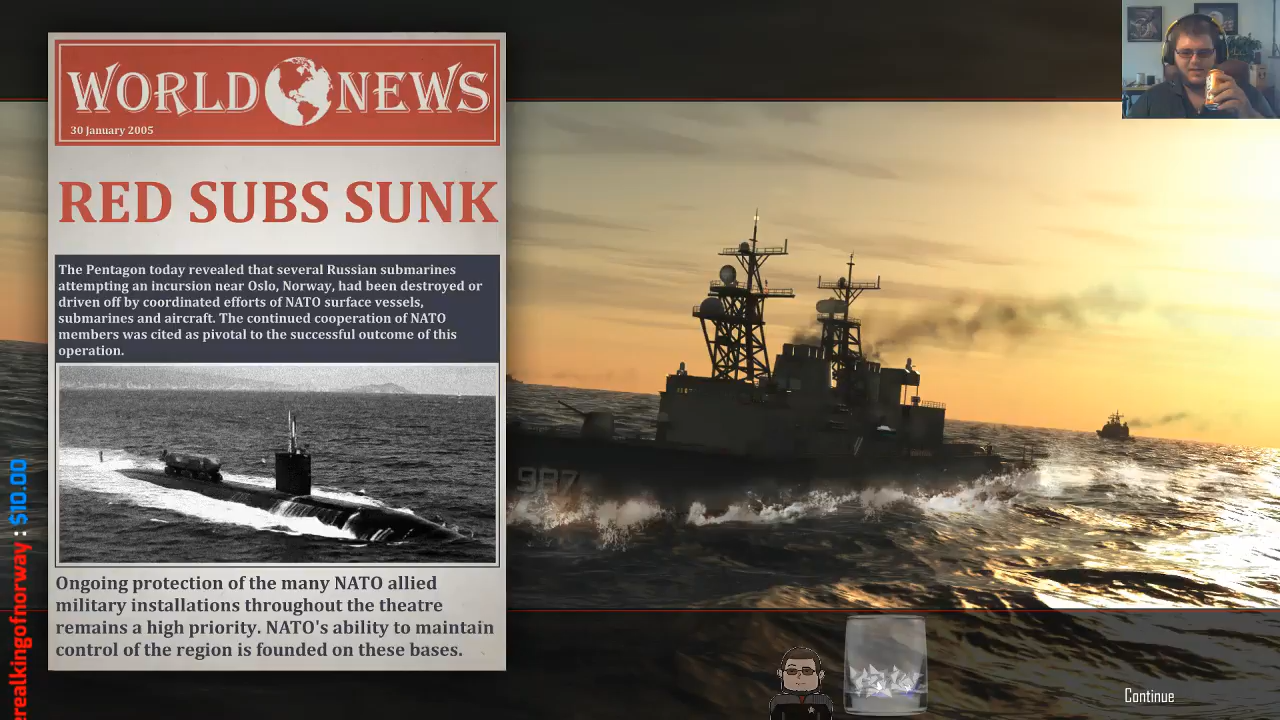 WORLD NEWS
30 January 2005
RED SUBS SUNK
The Pentagon today revealed that several Russian submarines
attempting an incursion near Oslo, Norway, had been destroyed or
driven off by coordinated efforts of NATO surface vessels,
submarines and aircraft. The continued cooperation of NATO
members was cited as pivotal to the successful outcome of this
operation.
Ongoing protection of the many NATO allied
military installations throughout the theatre
remains a high priority. NATO's ability to maintain
control of the region is founded on these bases.
987
erealkingofnorway : $10.00
Continue